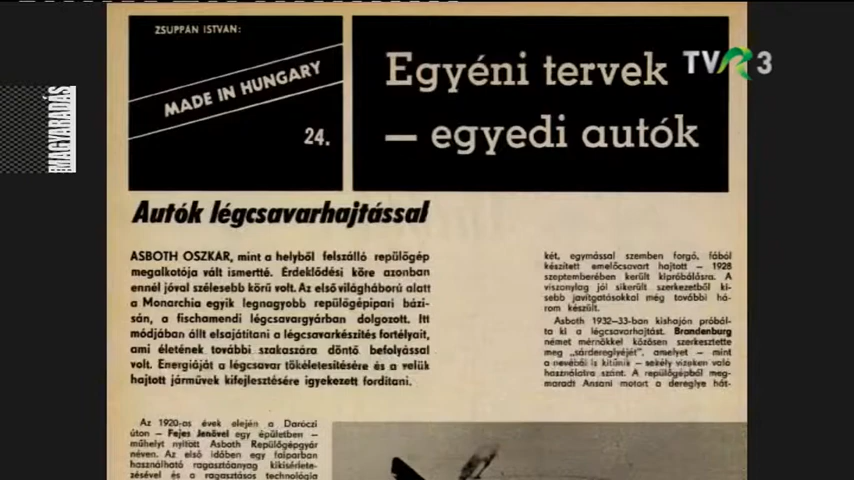 ZSUPPÁN ISTVÁN:
MADE IN HUNGARY
24.
Egyéni tervek
— egyedi autók
TVR 3
MAGYARADÁS
Autók légcsavarhajtással
ASBOTH OSZKÁR, mint a helyből felszálló repülőgép
megalkotója vált ismertté. Érdeklődési köre azonban
ennél jóval szélesebb körű volt. Az első világháború alatt
a Monarchia egyik legnagyobb repülőgépipari bázi-
sán, a fischamendi légcsavargyárban dolgozott. Itt
módjában állt elsajátítani a légcsavarkészítés fortélyait,
ami életének további szakaszára döntő befolyással
volt. Energiáját a légcsavar tökéletesítésére és a velük
hajtott járművek kifejlesztésére igyekezett fordítani.
Az 1920-as évek elején a Daróczi
úton — Fejes Jenővel egy épületben —
műhelyt nyitott Asboth Repülőgépgyár
néven. Az első időben egy faiparban
használható ragasztóanyag kikísérlete-
zésével és a ragasztásos technológia
két, egymással szemben forgó, fából
készített emelőcsavart hajtott — 1928
szeptemberében került kipróbálásra. A
viszonylag jól sikerült szerkezetből ki-
sebb javítgatásokkal még további há-
rom készült.
Asboth 1932—33-ban kishajón próbál-
ta ki a légcsavarhajtást. Brandenburg
német mérnökkel közösen szerkesztette
meg „sárdereglyéjét", amelyet — mint
a nevéből is kitűnik — sekély vizeken való
használatra szánt. A repülőgépből meg-
maradt Ansani motort a dereglye hát-